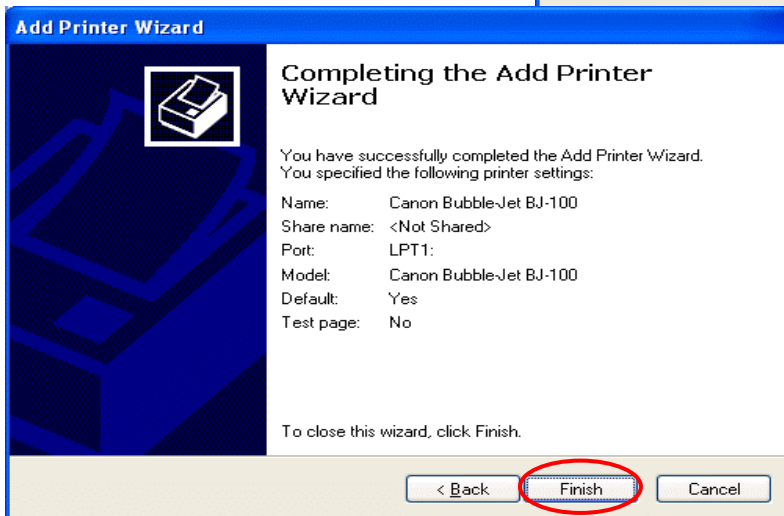 Add Printer Wizard
Completing the Add Printer
Wizard
You have successfully completed the Add Printer Wizard.
You specified the following printer settings:
Name: Canon Bubble-Jet BJ-100
Share name: <Not Shared>
Port: LPT1:
Model: Canon Bubble-Jet BJ-100
Default: Yes
Test page: No
To close this wizard, click Finish.
< Back Finish Cancel